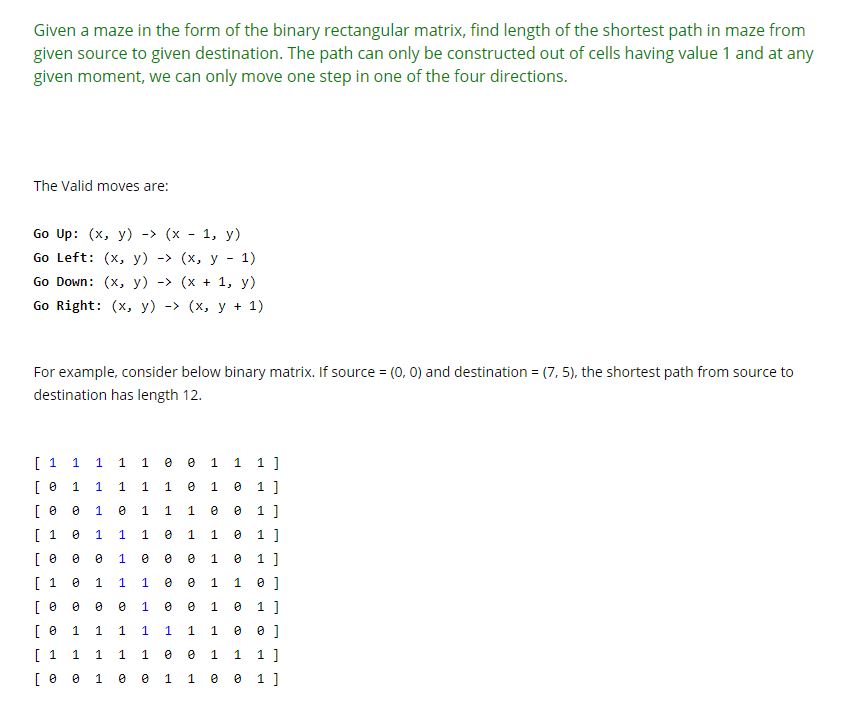 Given a maze in the form of the binary rectangular matrix, find length of the shortest path in maze from
given source to given destination. The path can only be constructed out of cells having value 1 and at any
given moment, we can only move one step in one of the four directions.
The Valid moves are:
Go Up: (x, y) -> (x - 1, y)
Go Left: (x, y) -> (x, y - 1)
Go Down: (x, y) -> (x + 1, y)
Go Right: (x, y) -> (x, y + 1)
For example, consider below binary matrix. If source = (0, 0) and destination = (7, 5), the shortest path from source to
destination has length 12.
[ 1 1 1 1 1 0 0 1 1 1 ]
[ 0 1 1 1 1 1 0 1 0 1 ]
[ 0 0 1 0 1 1 1 0 0 1 ]
[ 1 0 1 1 1 0 1 1 0 1 ]
[ 0 0 0 1 0 0 0 1 0 1 ]
[ 1 0 1 1 1 0 0 1 1 0 ]
[ 0 0 0 0 1 0 0 1 0 1 ]
[ 0 1 1 1 1 1 1 1 0 0 ]
[ 1 1 1 1 1 0 0 1 1 1 ]
[ 0 0 1 0 0 1 1 0 0 1 ]